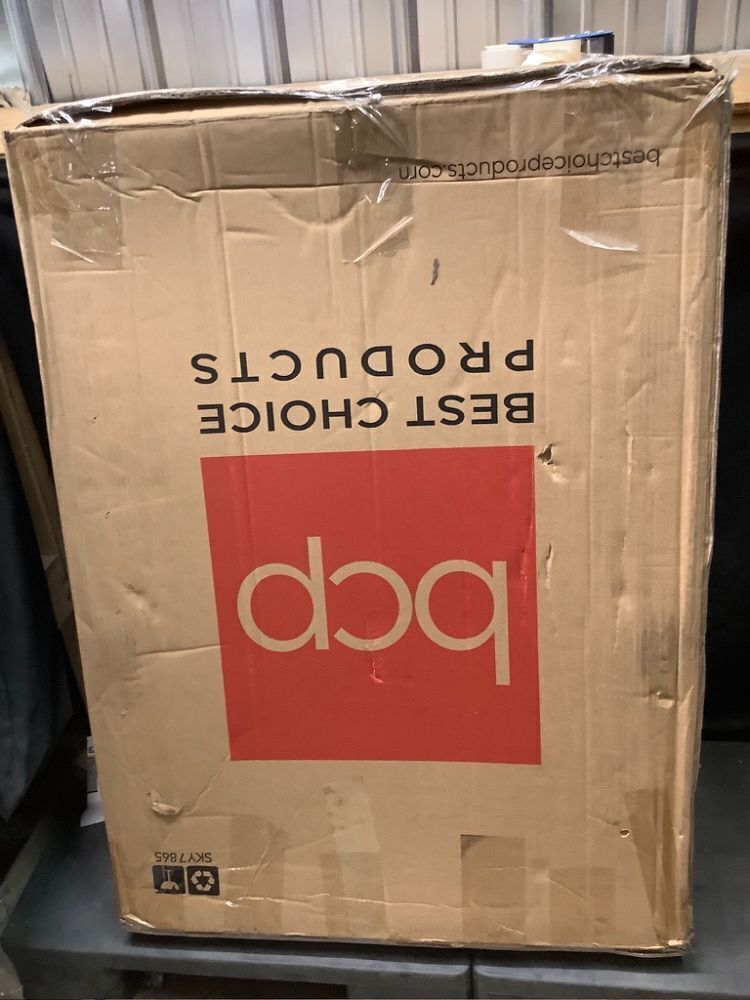 SKY7865
bcp
BEST CHOICE
PRODUCTS
bestchoiceproducts.com